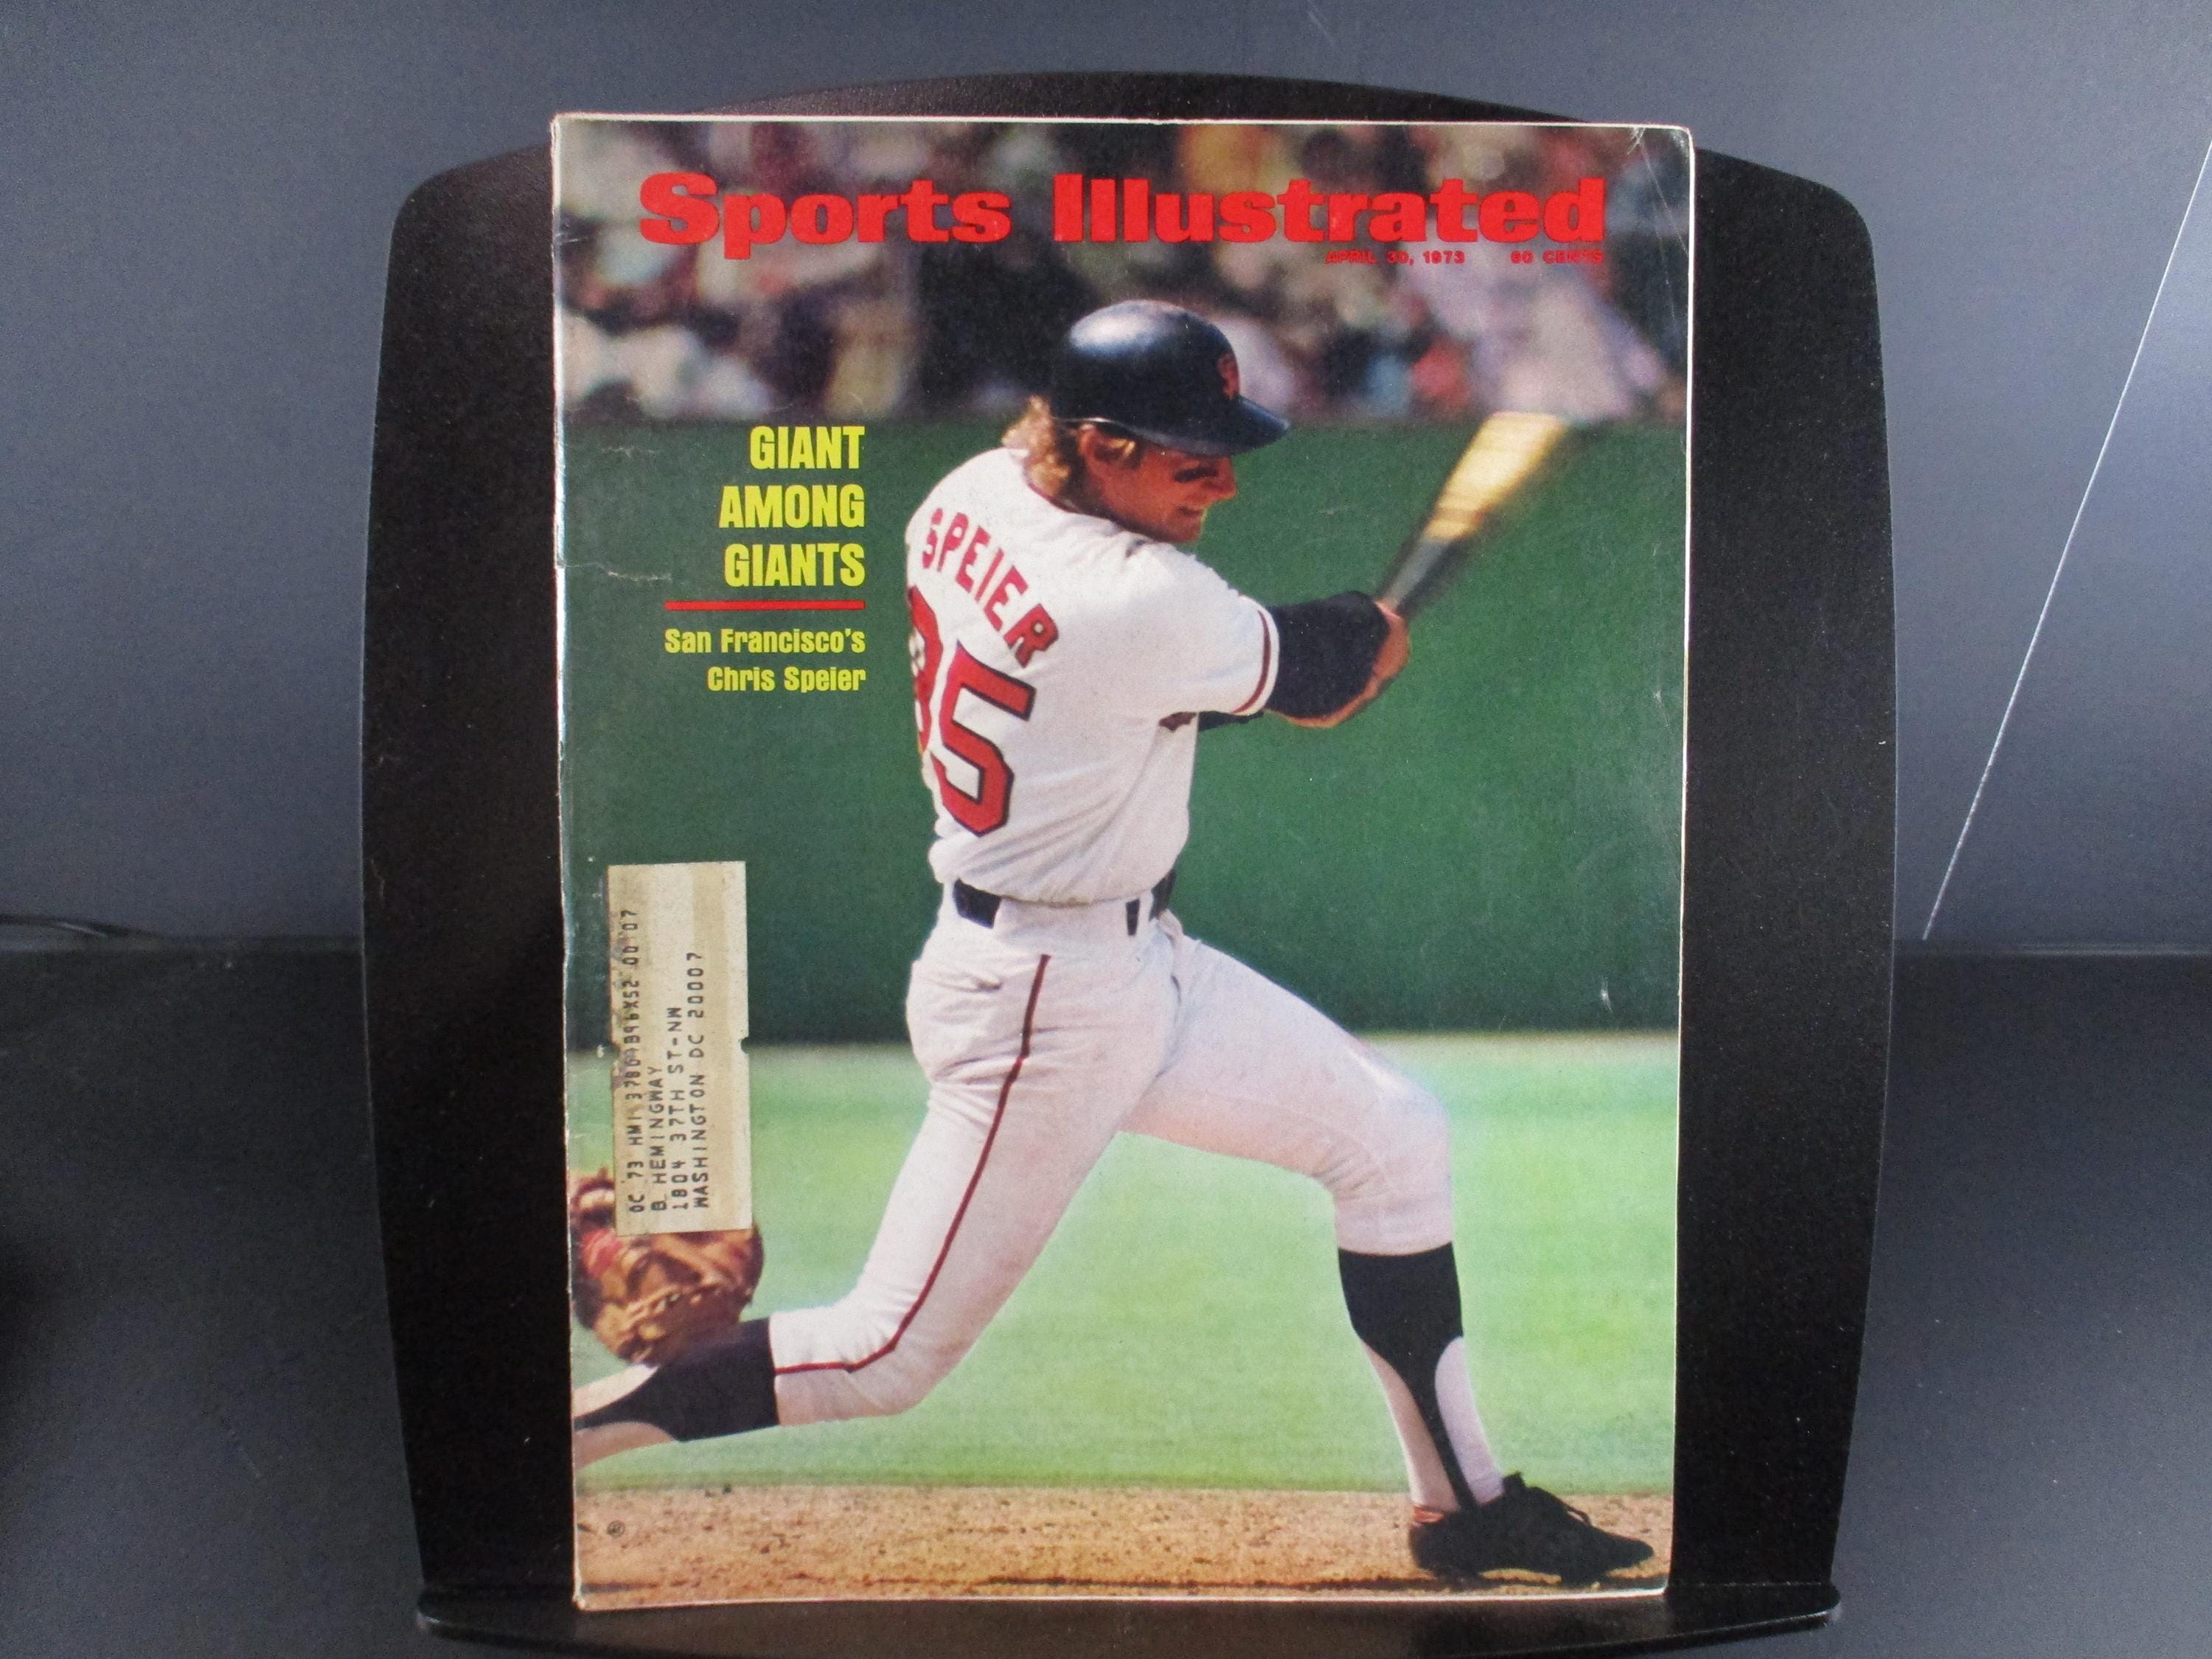 Sports Illustrated
APRIL 30, 1973 60 CENTS
GIANT
AMONG
GIANTS
San Francisco's
Chris Speier
SPEIER
35
B HEMINGWAY
1804 37TH ST-NW
WASHINGTON DC 20007